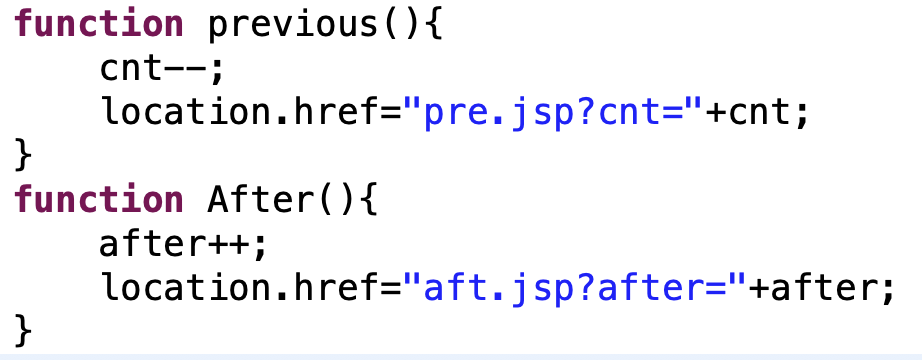 function previous(){
    cnt--;
    location.href="pre.jsp?cnt="+cnt;
}
function After(){
    after++;
    location.href="aft.jsp?after="+after;
}